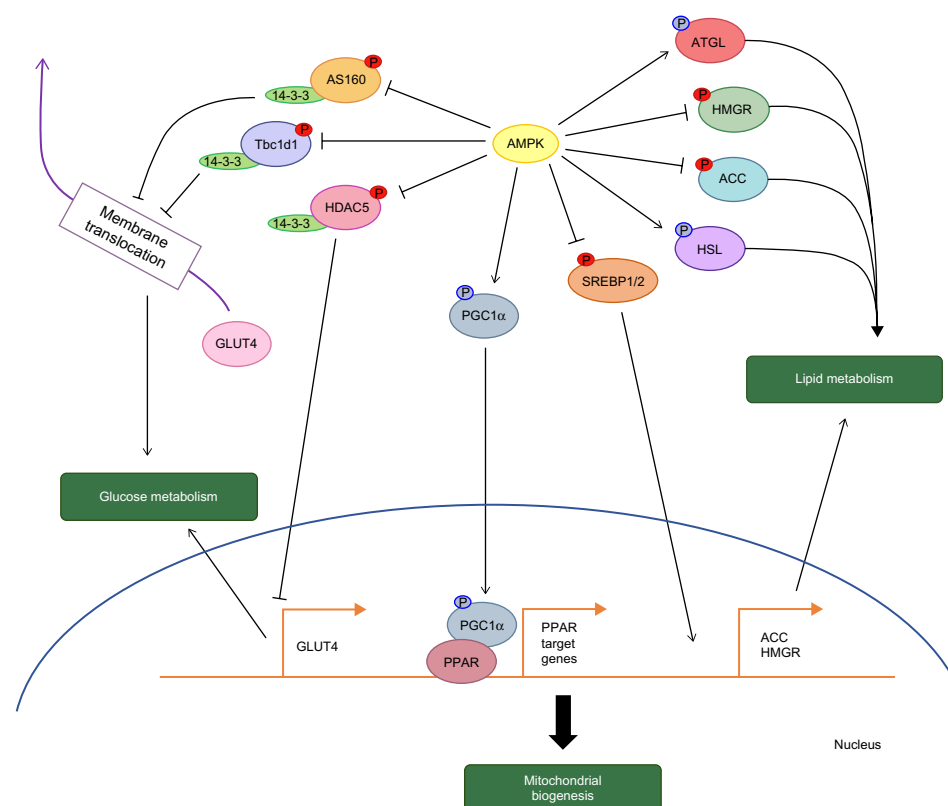 P
ATGL
P
AS160
14-3-3
P
HMGR
P
Tbc1d1
14-3-3
AMPK
P
ACC
P
HDAC5
14-3-3
P
HSL
Membrane
translocation
P
SREBP1/2
P
PGC1α
GLUT4
Lipid metabolism
Glucose metabolism
P
PGC1α
PPAR
GLUT4
PPAR
target
genes
ACC
HMGR
Nucleus
Mitochondrial
biogenesis